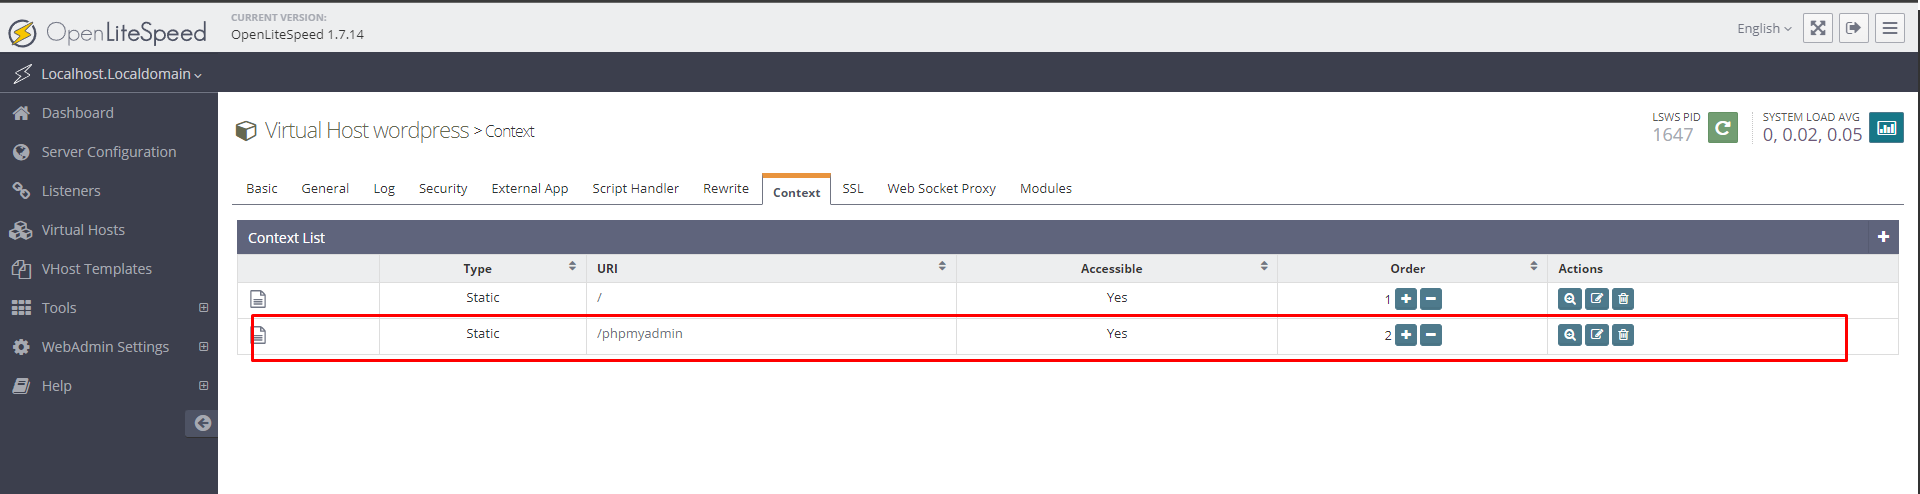 OpenLiteSpeed
CURRENT VERSION:
OpenLiteSpeed 1.7.14
English
Localhost.Localdomain
Dashboard
Server Configuration
Listeners
Virtual Hosts
VHost Templates
Tools
WebAdmin Settings
Help
Virtual Host wordpress > Context
LSWS PID
1647
SYSTEM LOAD AVG
0, 0.02, 0.05
Basic General Log Security External App Script Handler Rewrite Context SSL Web Socket Proxy Modules
Context List
Type URI Accessible Order Actions
Static / Yes 1
Static /phpmyadmin Yes 2